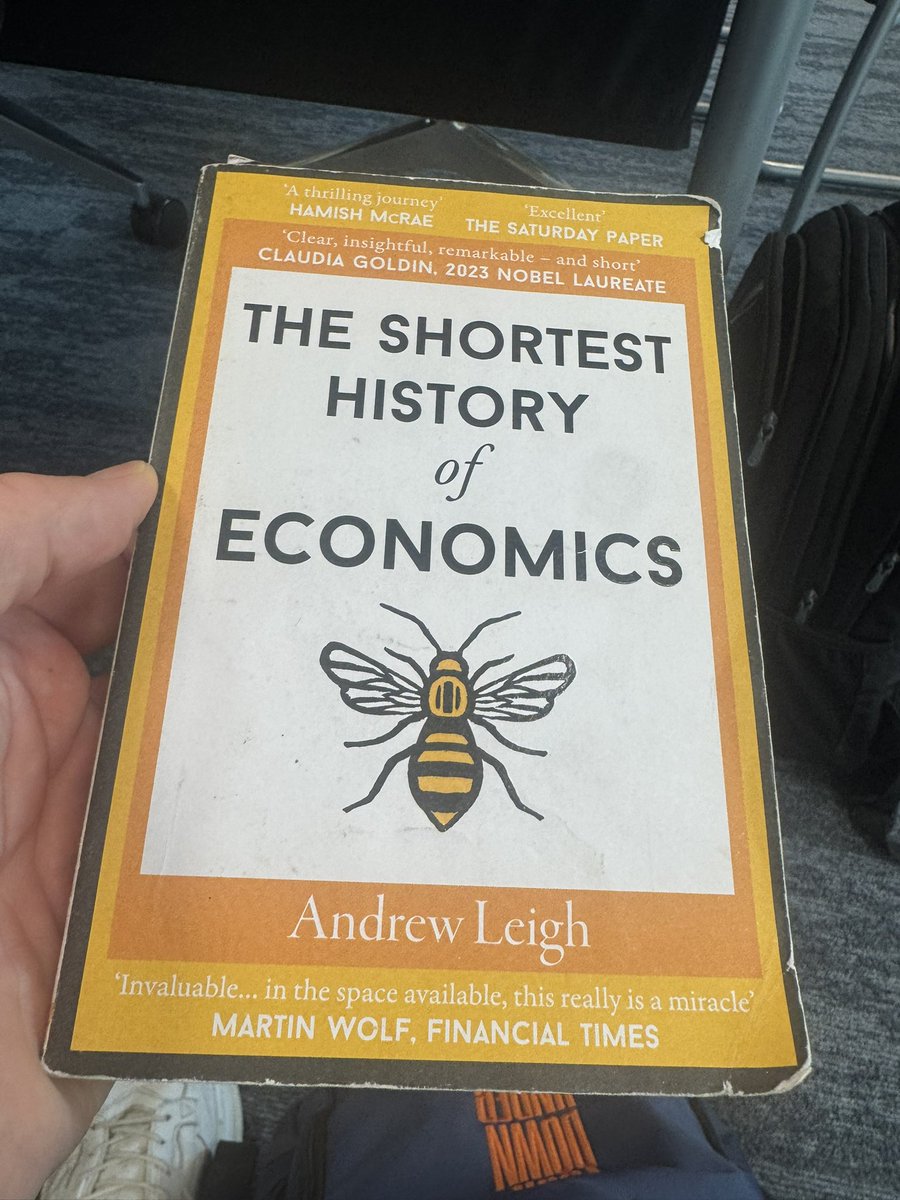 'A thrilling journey'
HAMISH McRAE
'Excellent'
THE SATURDAY PAPER
'Clear, insightful, remarkable – and short'
CLAUDIA GOLDIN, 2023 NOBEL LAUREATE
THE SHORTEST
HISTORY
of
ECONOMICS
Andrew Leigh
'Invaluable... in the space available, this really is a miracle'
MARTIN WOLF, FINANCIAL TIMES